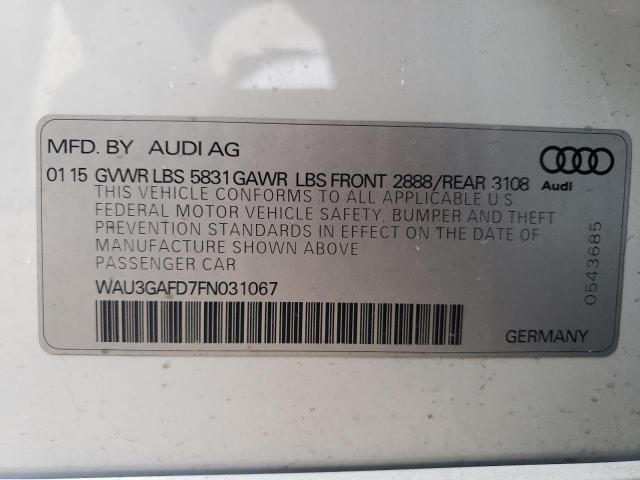 MFD. BY AUDI AG
01 15 GVWR LBS 5831 GAWR LBS FRONT 2888/REAR 3108
Audi
THIS VEHICLE CONFORMS TO ALL APPLICABLE U.S.
FEDERAL MOTOR VEHICLE SAFETY, BUMPER AND THEFT
PREVENTION STANDARDS IN EFFECT ON THE DATE OF
MANUFACTURE SHOWN ABOVE
PASSENGER CAR
WAU3GAFD7FN031067
0543685
GERMANY